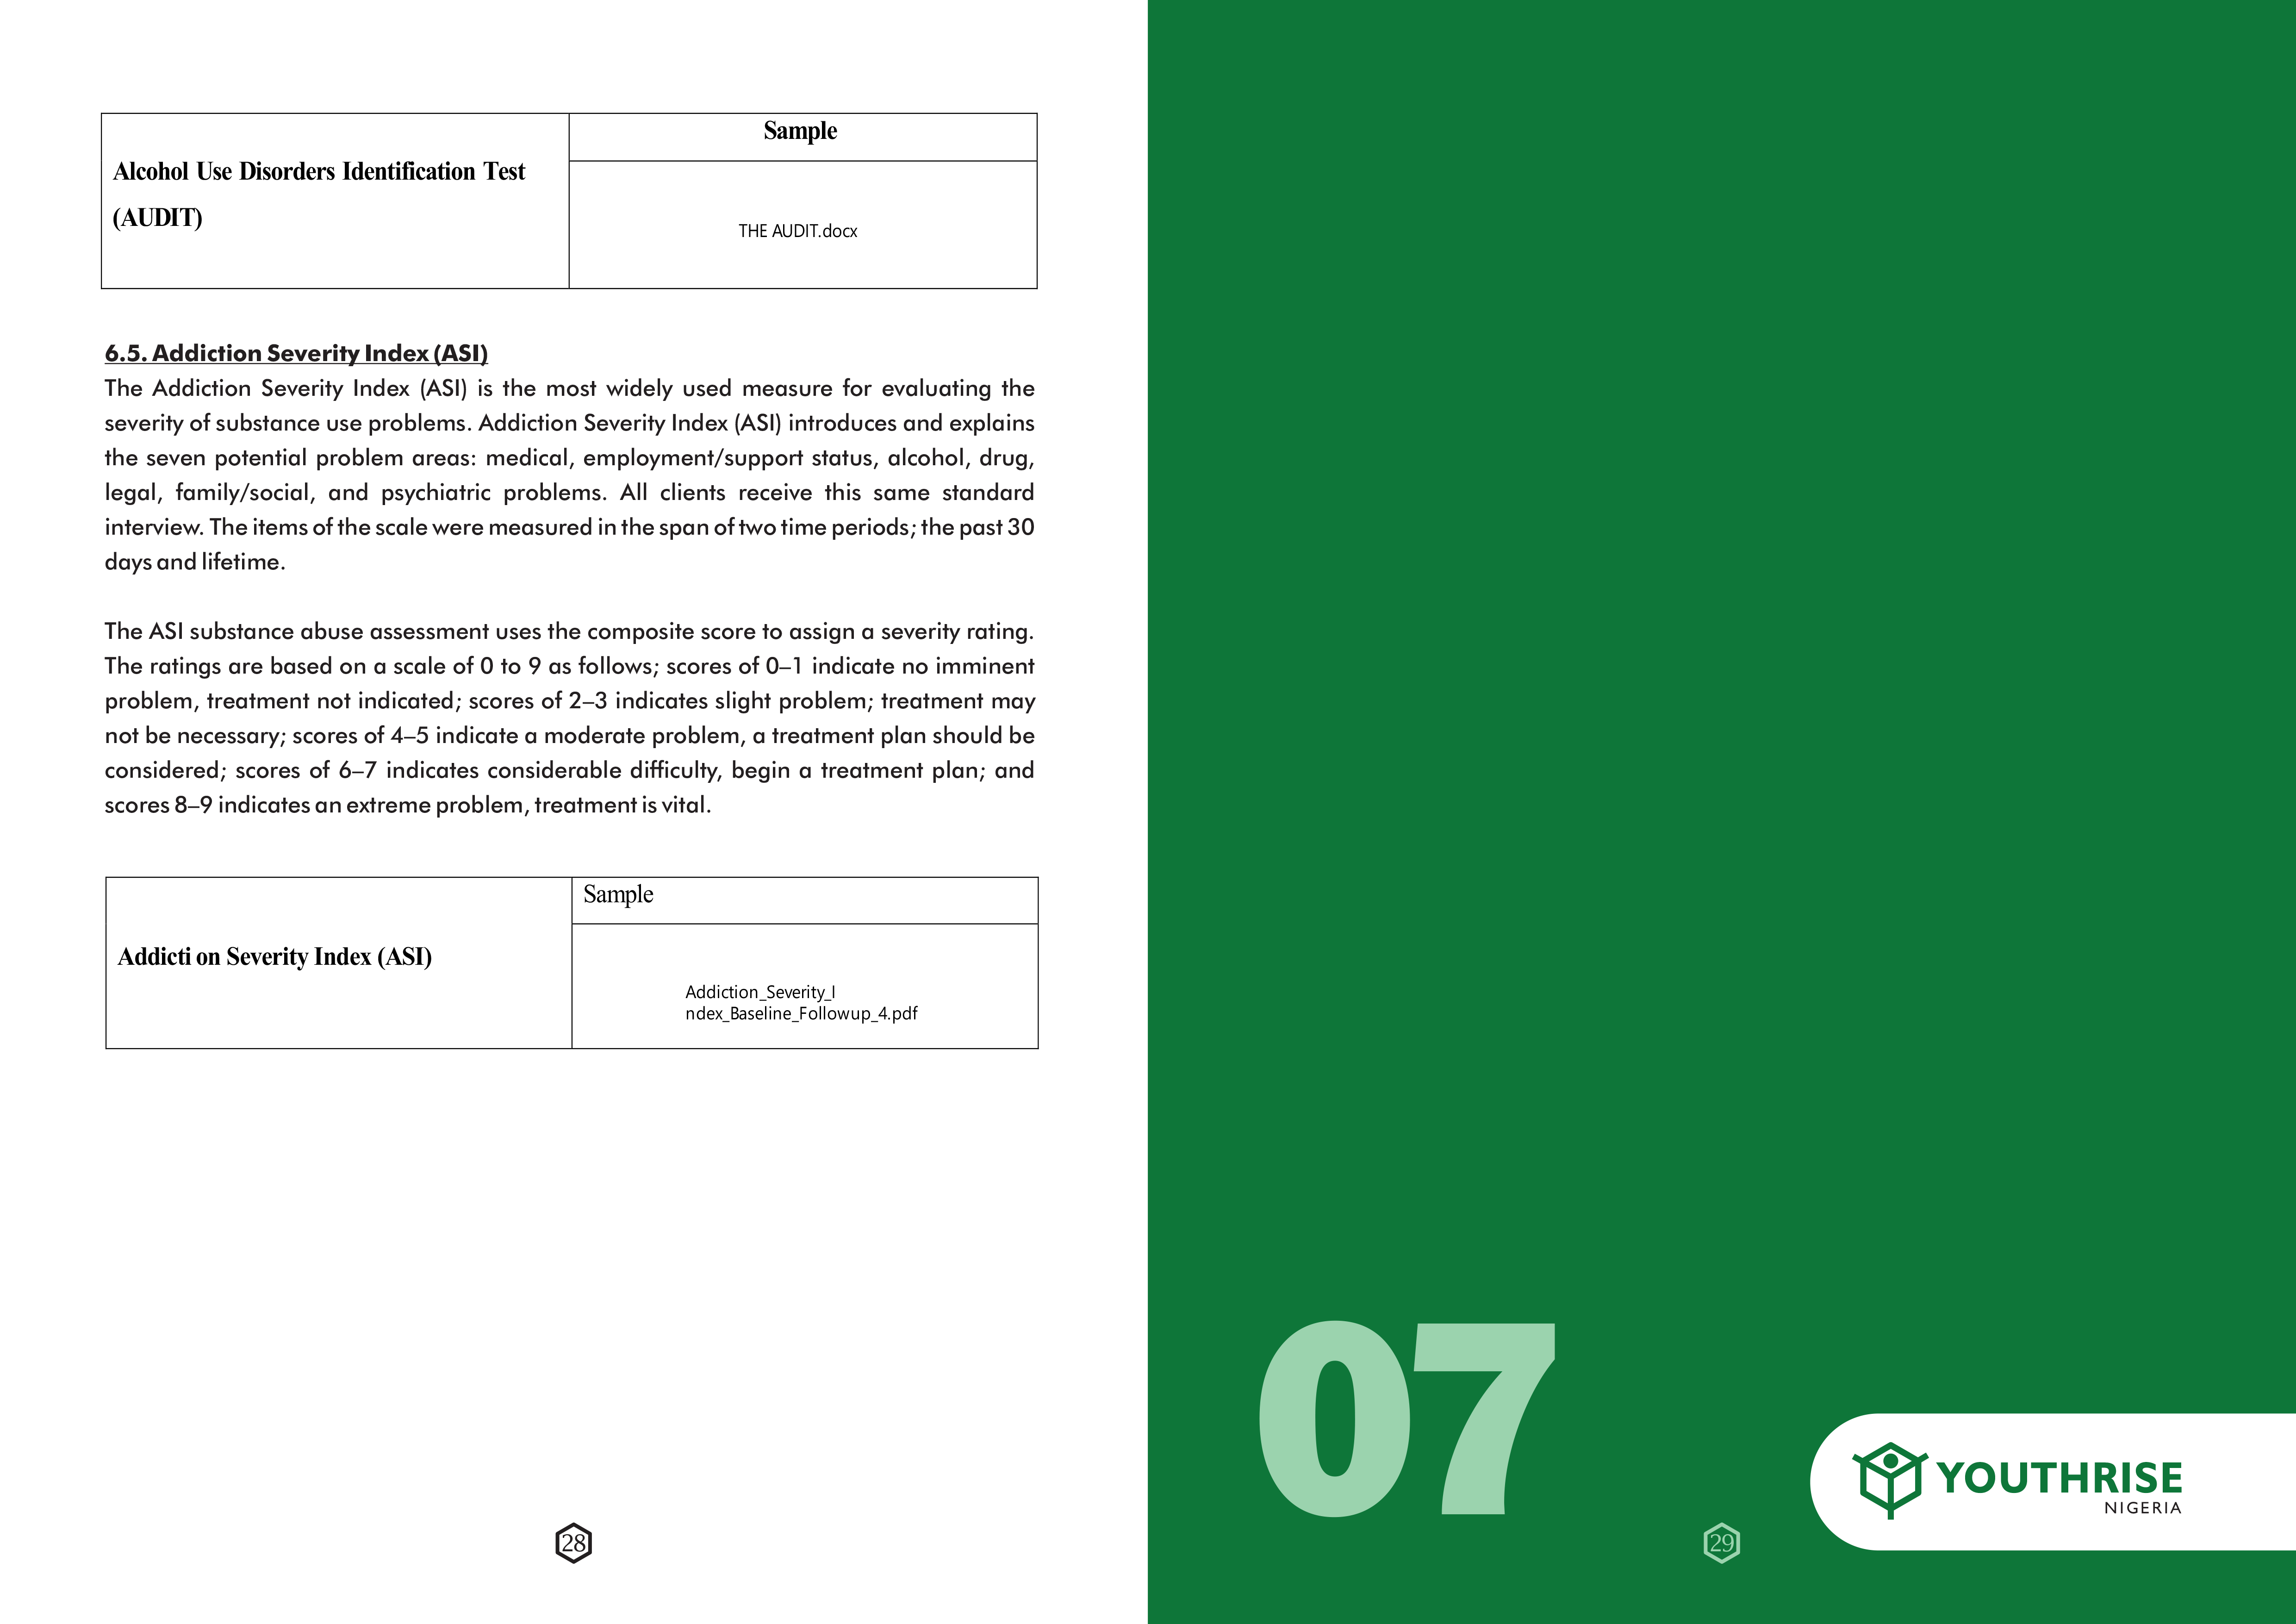 Sample
Alcohol Use Disorders Identification Test
(AUDIT)
THE AUDIT.docx
6.5. Addiction Severity Index (ASI)
The Addiction Severity Index (ASI) is the most widely used measure for evaluating the
severity of substance use problems. Addiction Severity Index (ASI) introduces and explains
the seven potential problem areas: medical, employment/support status, alcohol, drug,
legal, family/social, and psychiatric problems. All clients receive this same standard
interview. The items of the scale were measured in the span of two time periods; the past 30
days and lifetime.
The ASI substance abuse assessment uses the composite score to assign a severity rating.
The ratings are based on a scale of 0 to 9 as follows; scores of 0–1 indicate no imminent
problem, treatment not indicated; scores of 2–3 indicates slight problem; treatment may
not be necessary; scores of 4–5 indicate a moderate problem, a treatment plan should be
considered; scores of 6–7 indicates considerable difficulty, begin a treatment plan; and
scores 8–9 indicates an extreme problem, treatment is vital.
Sample
Addicti on Severity Index (ASI)
Addiction_Severity_I
ndex_Baseline_Followup_4.pdf
28
07
YOUTHRISE
NIGERIA
29